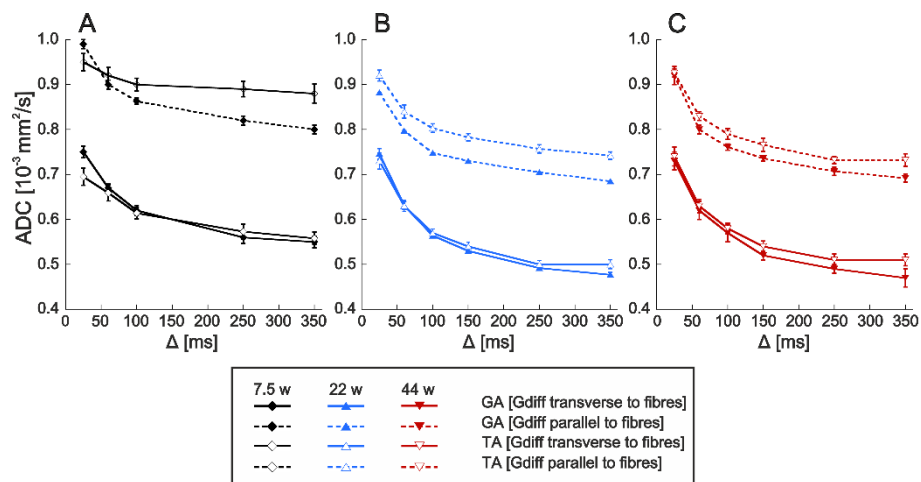 A B C
1.0 1.0 1.0
0.9 0.9 0.9
0.8 0.8 0.8
0.7 0.7 0.7
0.6 0.6 0.6
0.5 0.5 0.5
0.4 0.4 0.4
ADC [10⁻³ mm²/s]
0 50 100 150 200 250 300 350 0 50 100 150 200 250 300 350 0 50 100 150 200 250 300 350
Δ [ms] Δ [ms] Δ [ms]
7.5 w 22 w 44 w
GA [Gdiff transverse to fibres]
GA [Gdiff parallel to fibres]
TA [Gdiff transverse to fibres]
TA [Gdiff parallel to fibres]